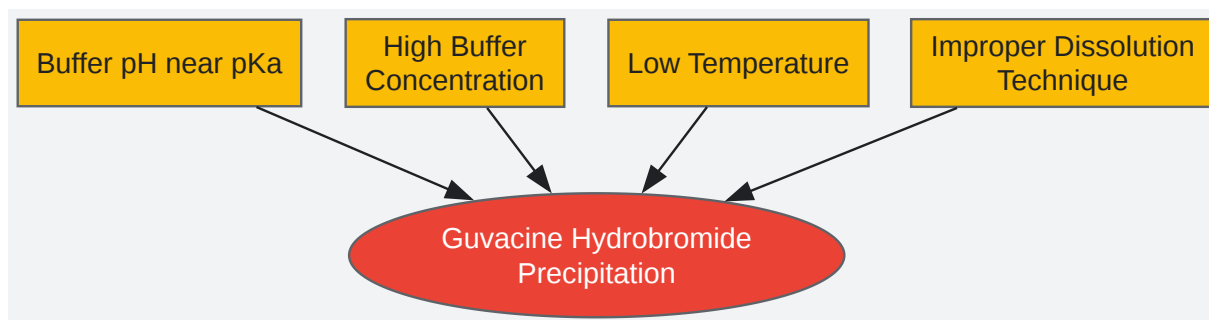 Buffer pH near pKa
High Buffer
Concentration
Low Temperature
Improper Dissolution
Technique
Guvacine Hydrobromide
Precipitation